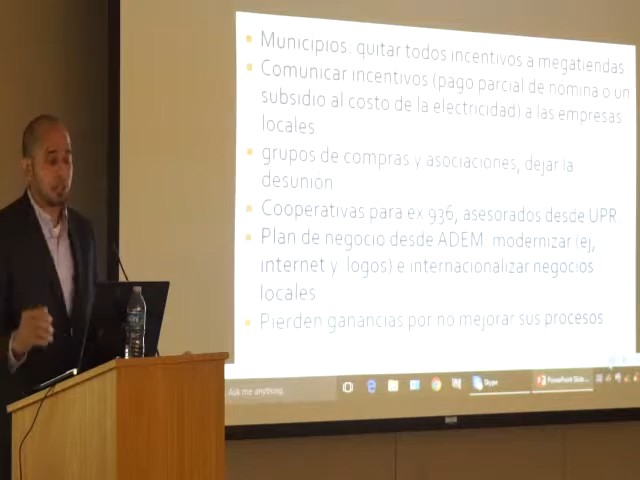 Municipios: quitar todos incentivos a megatiendas
Comunicar incentivos (pago parcial de nomina o un
subsidio al costo de la electricidad) a las empresas
locales
grupos de compras y asociaciones, dejar la
desunion
Cooperativas para ex 936, asesorados desde UPR.
Plan de negocio desde ADEM: modernizar (ej,
internet y logos) e internacionalizar negocios
locales
Pierden ganancias por no mejorar sus procesos
Ask me anything
Skype
PowerPoint Slide...